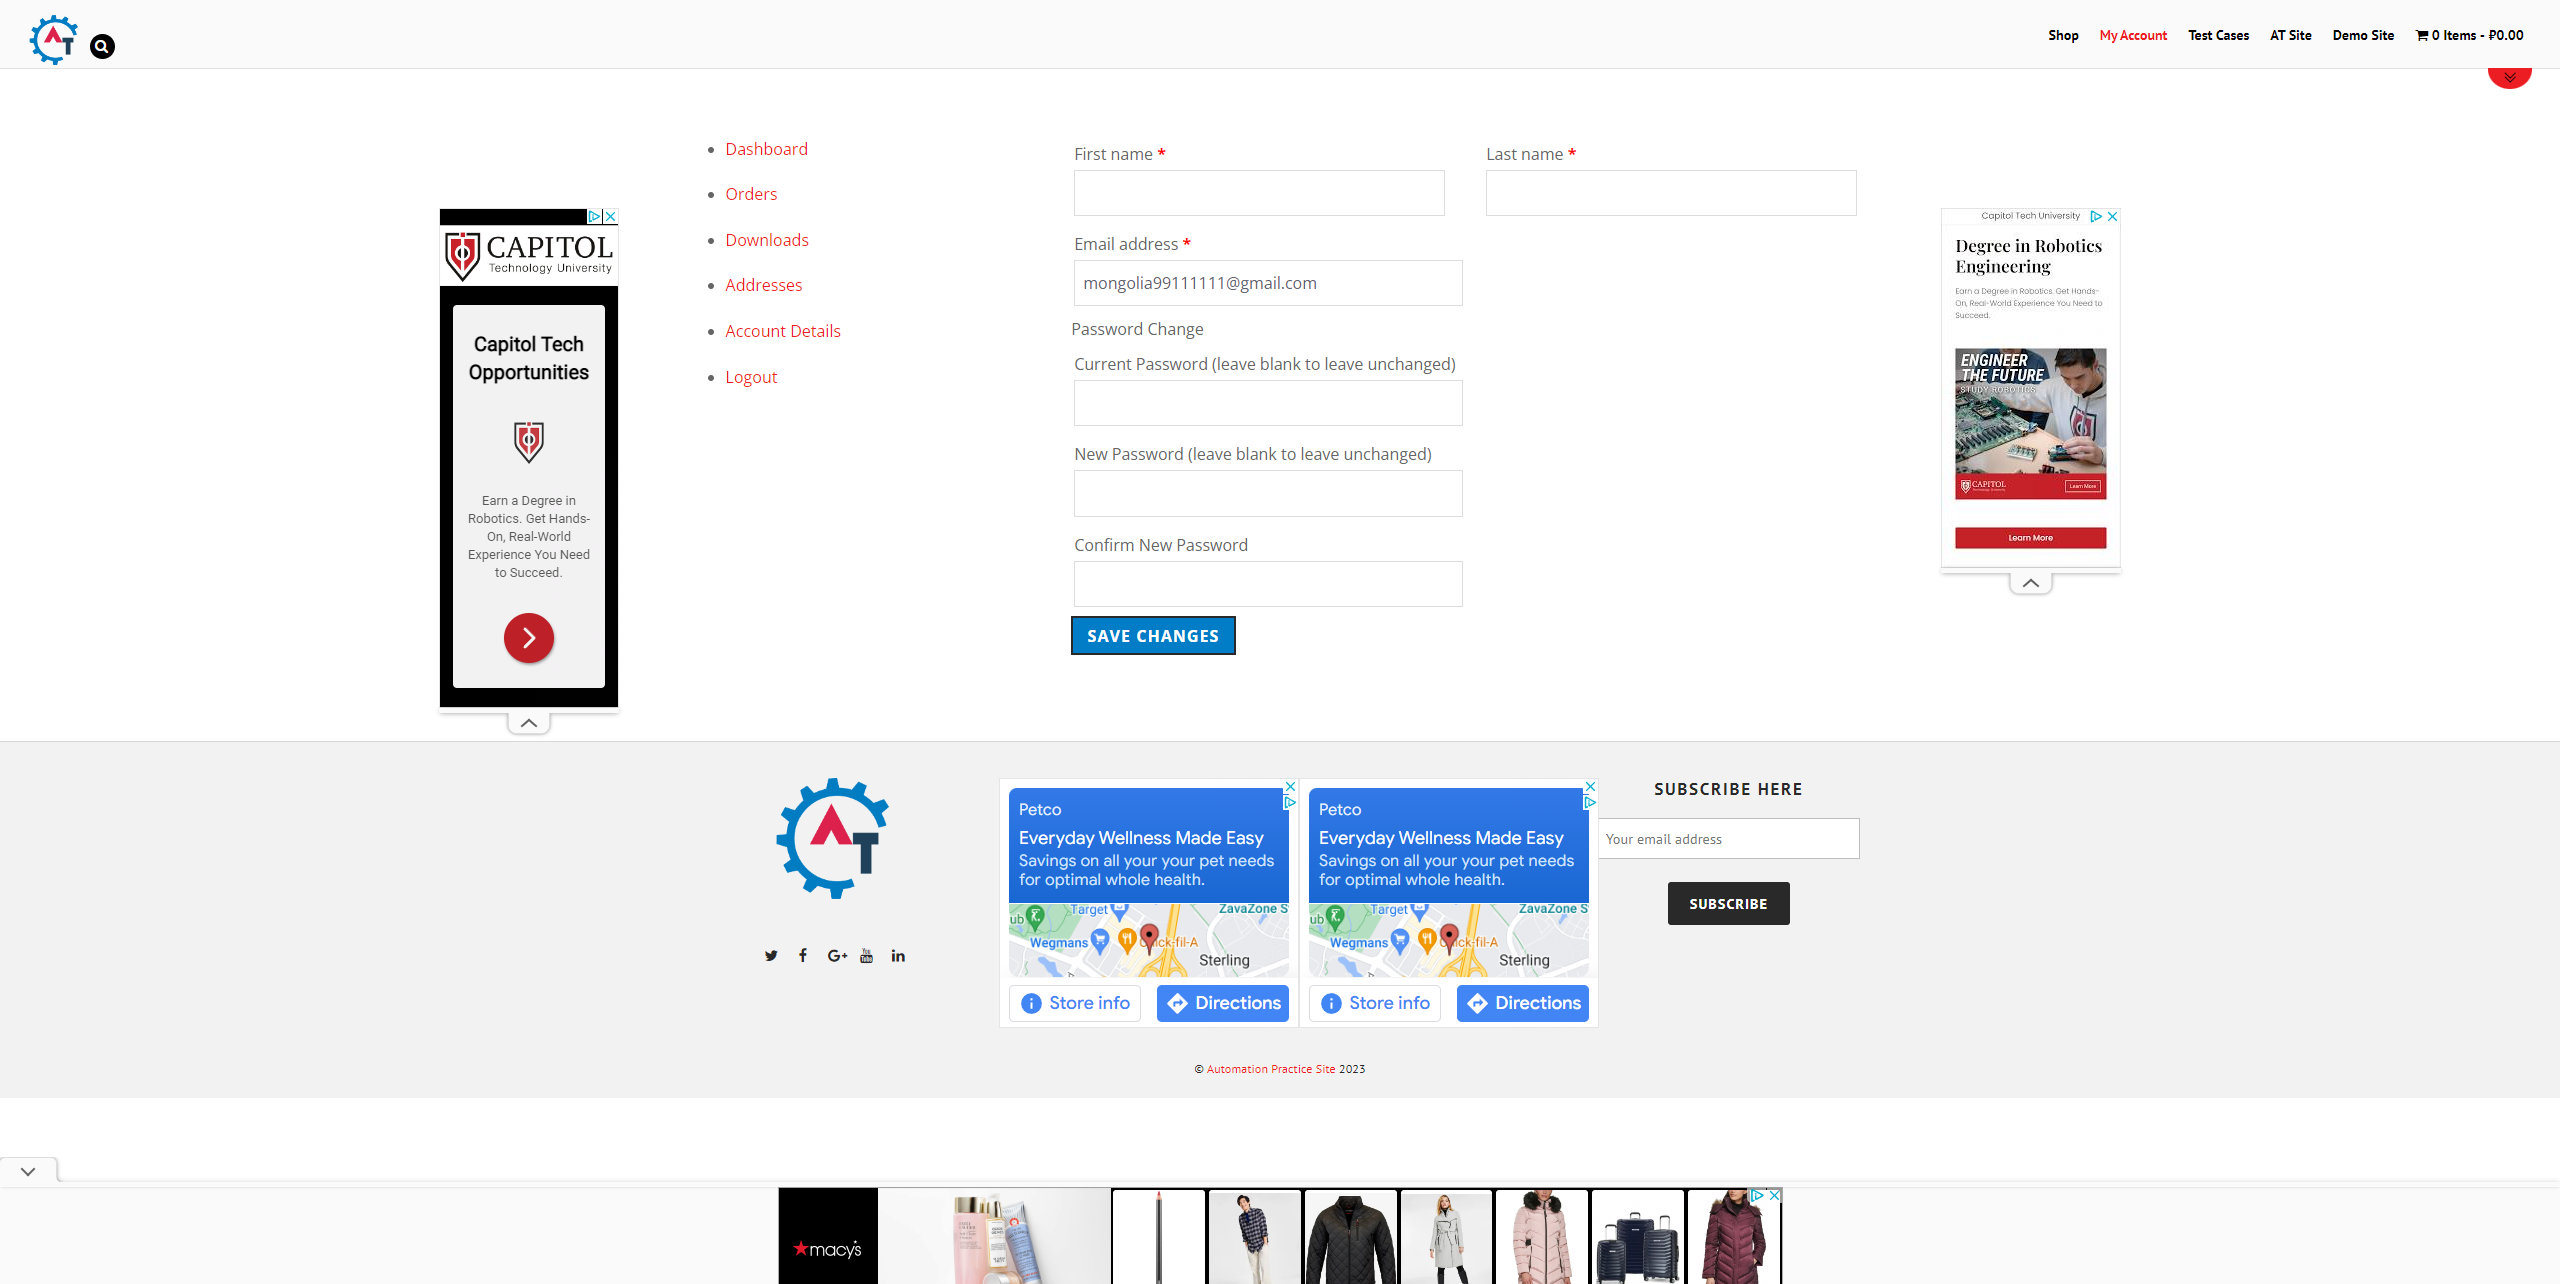 AT
Shop
My Account
Test Cases
AT Site
Demo Site
0 Items - ₽0.00
Dashboard
Orders
Downloads
Addresses
Account Details
Logout
First name *
Last name *
Email address *
mongolia99111111@gmail.com
Password Change
Current Password (leave blank to leave unchanged)
New Password (leave blank to leave unchanged)
Confirm New Password
SAVE CHANGES
CAPITOL
Technology University
Capitol Tech
Opportunities
Earn a Degree in
Robotics. Get Hands-
On, Real-World
Experience You Need
to Succeed.
Capitol Tech University
Degree in Robotics
Engineering
Earn a Degree in Robotics. Get Hands-
On, Real-World Experience You Need to
Succeed.
ENGINEER
THE FUTURE
STUDY ROBOTICS
CAPITOL
Technology University
Learn More
Learn More
AT
Petco
Everyday Wellness Made Easy
Savings on all your your pet needs
for optimal whole health.
ub
Target
ZavaZone S
Wegmans
ick-fil-A
Sterling
Store info
Directions
Petco
Everyday Wellness Made Easy
Savings on all your your pet needs
for optimal whole health.
ub
Target
ZavaZone S
Wegmans
ick-fil-A
Sterling
Store info
Directions
SUBSCRIBE HERE
Your email address
SUBSCRIBE
© Automation Practice Site 2023
macy's